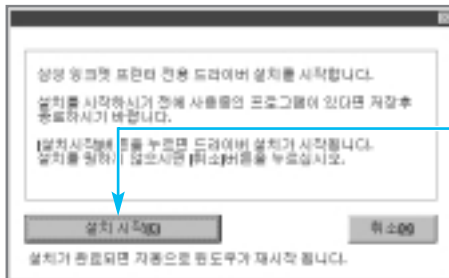 삼성 잉크젯 프린터 전용 드라이버 설치를 시작합니다.
설치를 시작하시기 전에 사용중인 프로그램이 있다면 저장후
종료하시기 바랍니다.
[설치시작]버튼을 누르면 드라이버 설치가 시작됩니다.
설치를 원하지 않으시면 [취소]버튼을 누르십시오.
설치 시작
취소
설치가 완료되면 자동으로 윈도우가 재시작 됩니다.